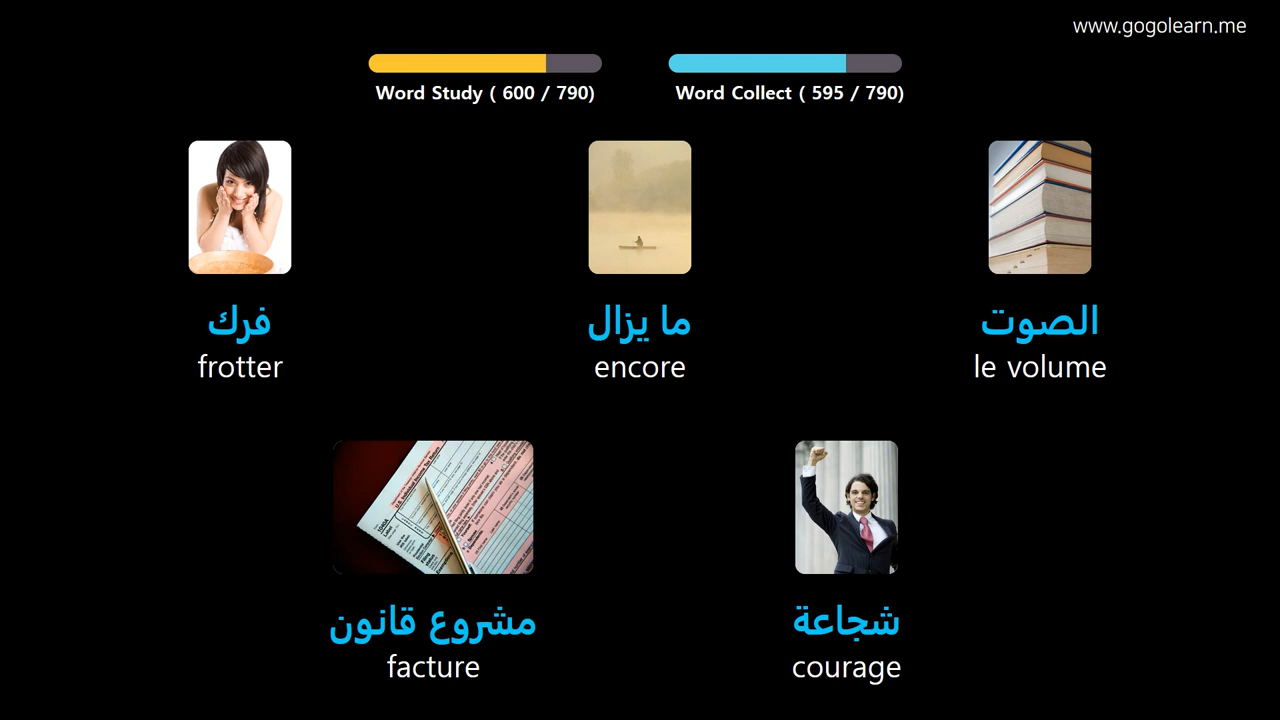 www.gogolearn.me
Word Study ( 600 / 790)
Word Collect ( 595 / 790)
فرك
frotter
ما يزال
encore
الصوت
le volume
مشروع قانون
facture
شجاعة
courage